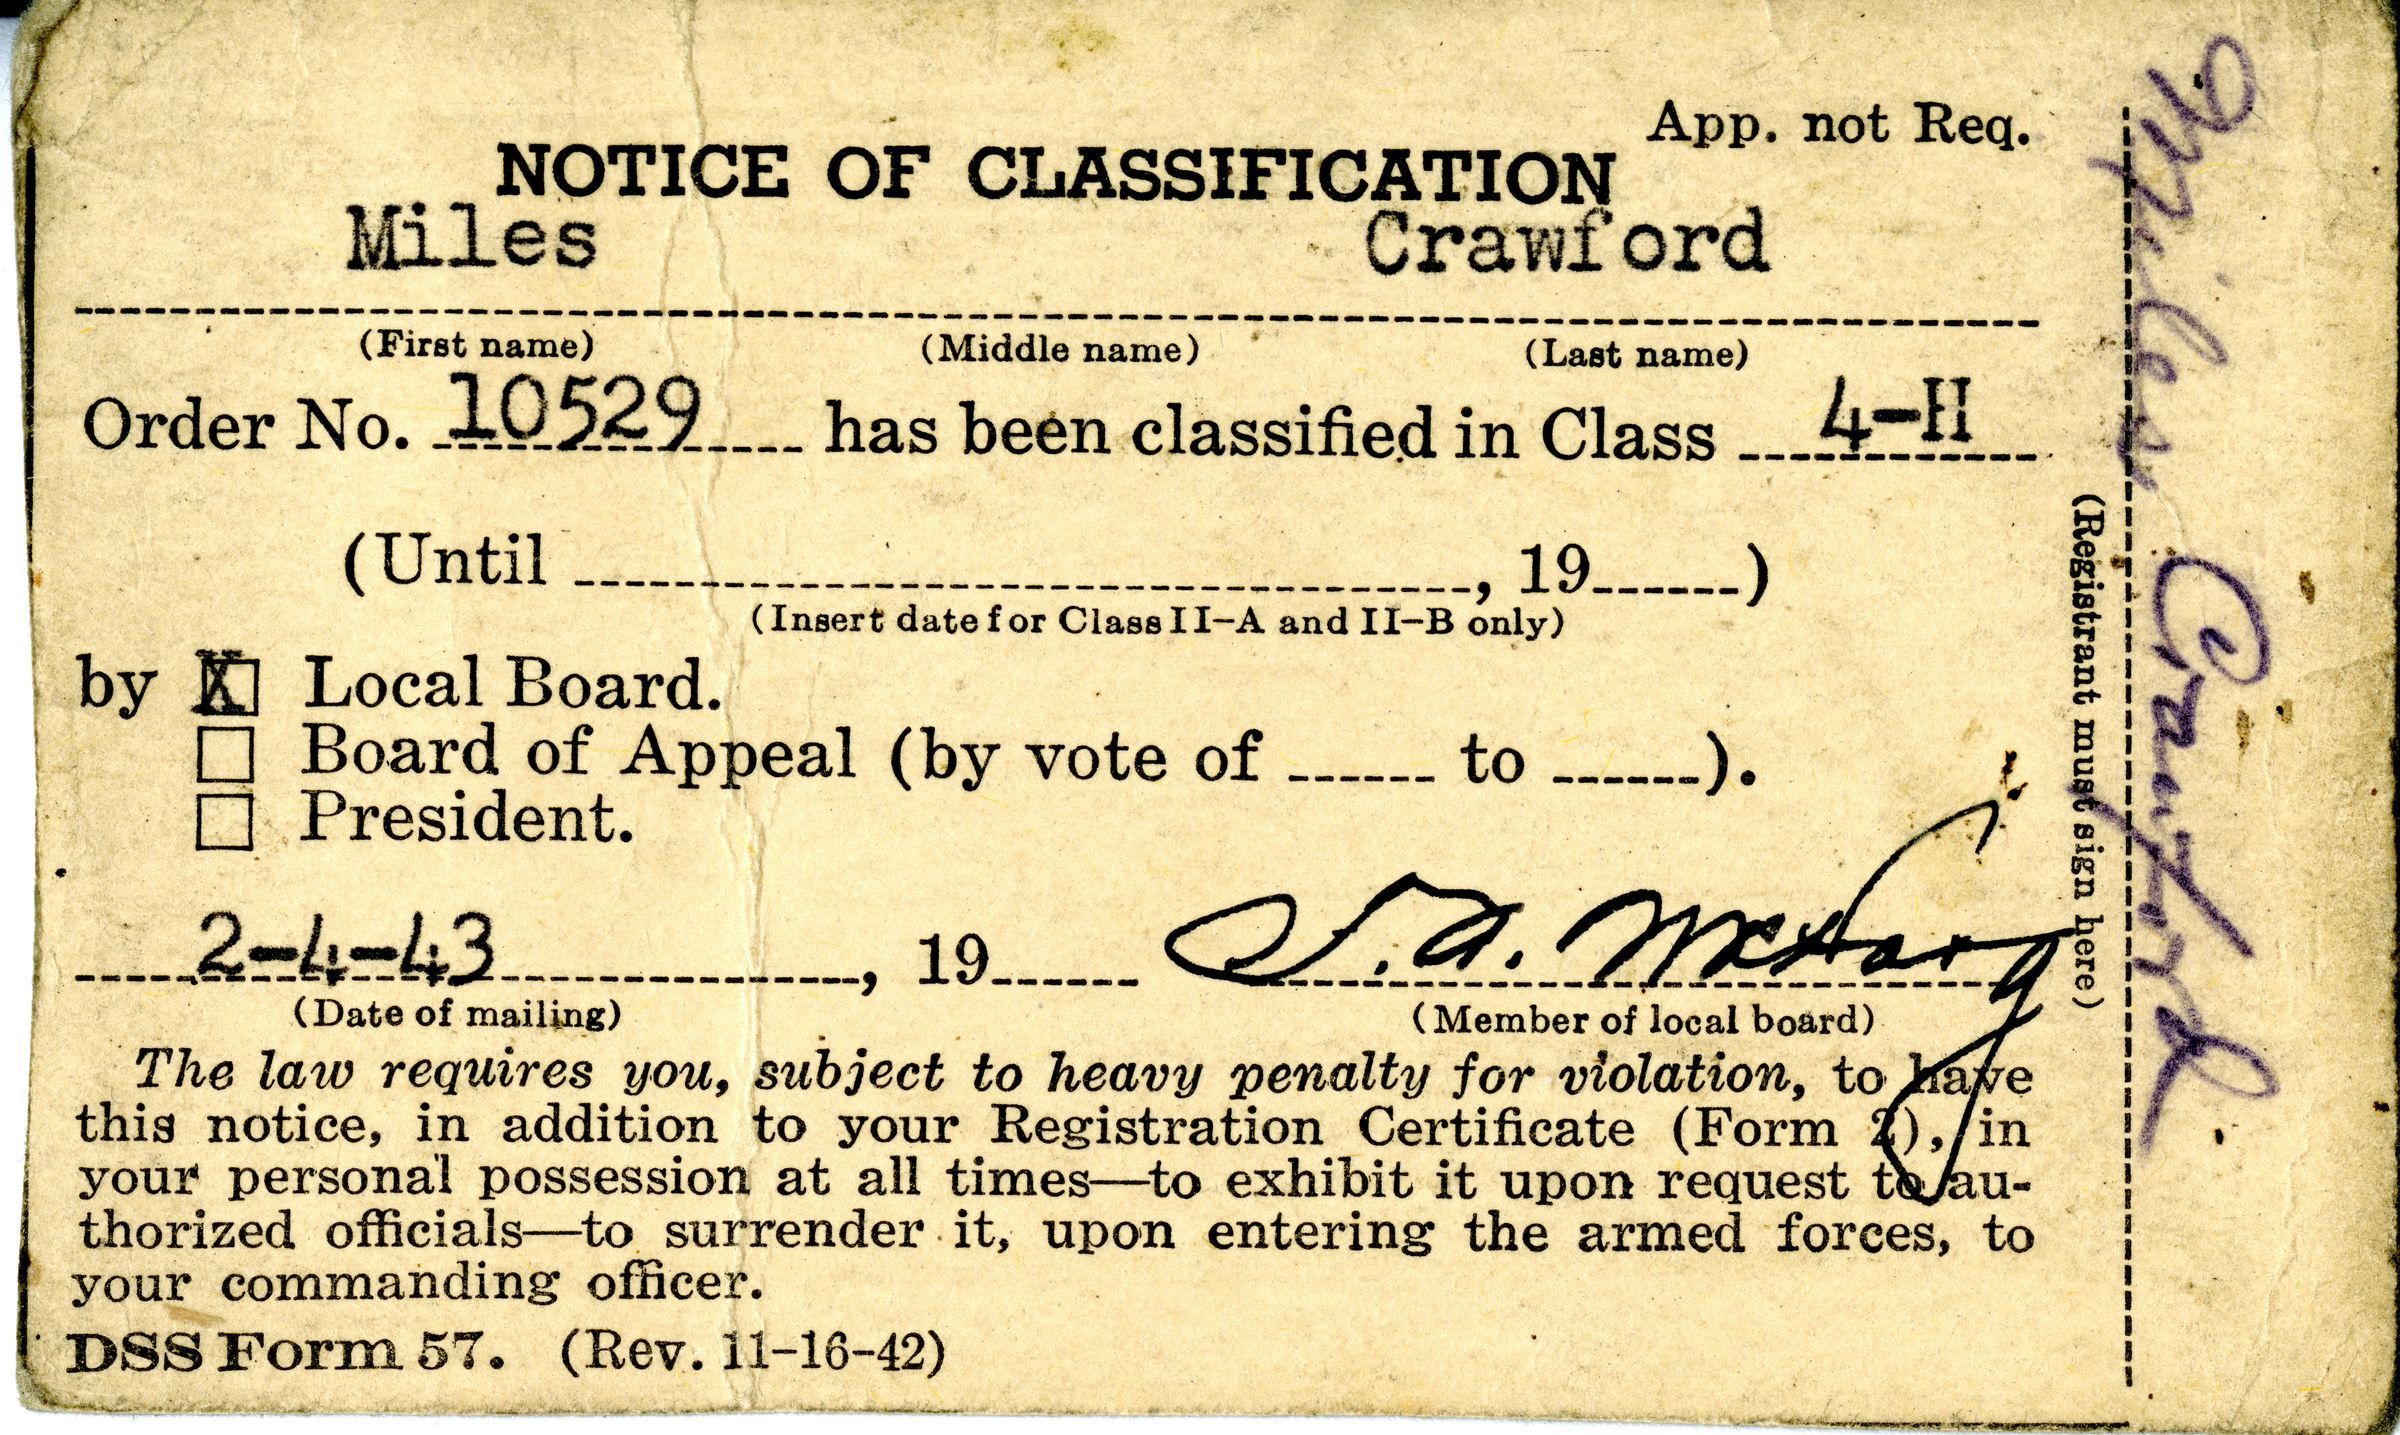 App. not Req.
NOTICE OF CLASSIFICATION
Miles Crawford
(First name) (Middle name) (Last name)
Order No. 10529 has been classified in Class 4-H
(Until , 19 )
(Insert date for Class II-A and II-B only)
by X Local Board.
Board of Appeal (by vote of to ).
President.
2-4-43 , 19 J. A. McHarg
(Date of mailing) (Member of local board)
The law requires you, subject to heavy penalty for violation, to have
this notice, in addition to your Registration Certificate (Form 2), in
your personal possession at all times—to exhibit it upon request to au-
thorized officials—to surrender it, upon entering the armed forces, to
your commanding officer.
DSS Form 57. (Rev. 11-16-42)
(Registrant must sign here)
Miles Crawford